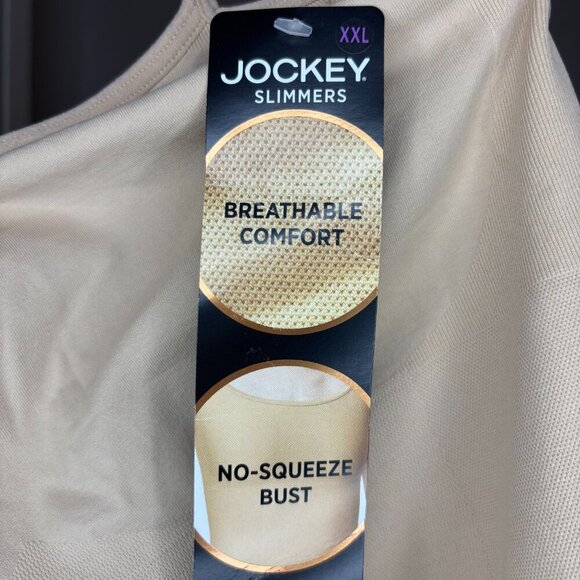 XXL
JOCKEY®
SLIMMERS
BREATHABLE
COMFORT
NO-SQUEEZE
BUST